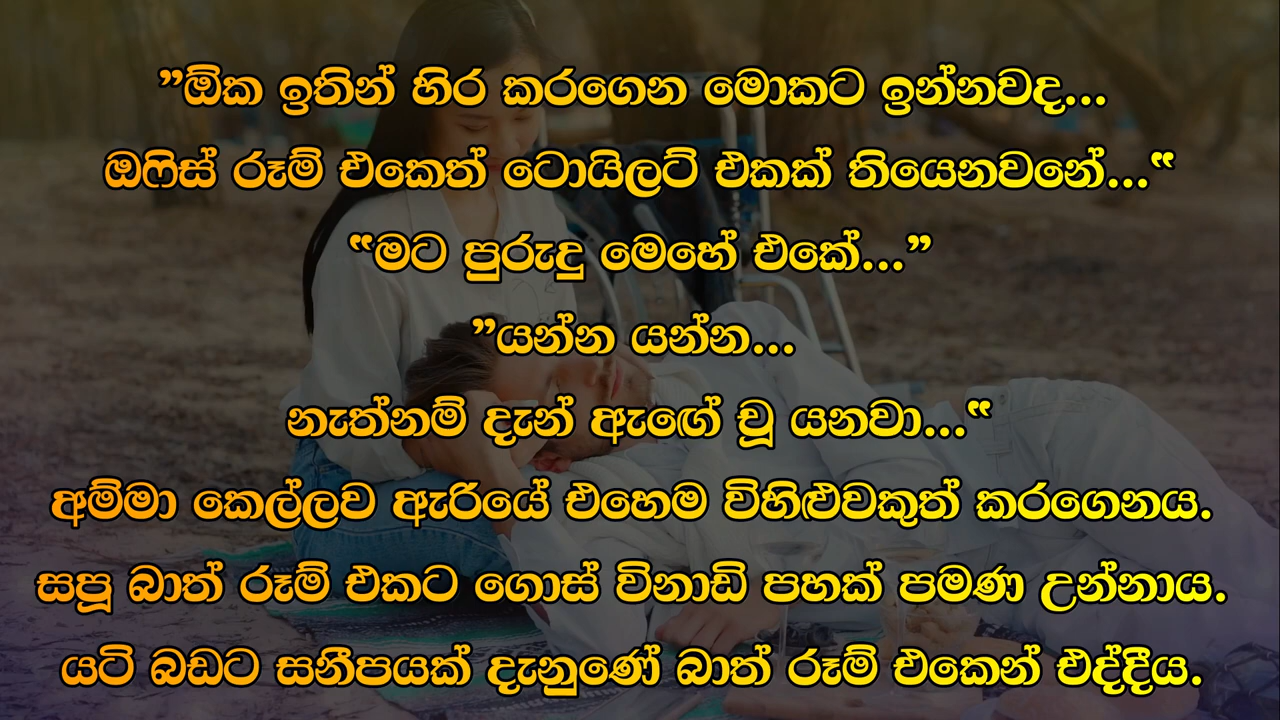 ”ඕක ඉතින් හිර කරගෙන මොකට ඉන්නවද...
ඔෆිස් රූම් එකෙත් ටොයිලට් එකක් තියෙනවනේ...“
“මට පුරුදු මෙහේ එකේ...”
”යන්න යන්න...
නැත්නම් දැන් ඇඟේ චූ යනවා...“
අම්මා කෙල්ලව ඇරියේ එහෙම විහිළුවකුත් කරගෙනය.
සපූ බාත් රූම් එකට ගොස් විනාඩි පහක් පමණ උන්නාය.
යටි බඩට සනීපයක් දැනුණේ බාත් රූම් එකෙන් එද්දීය.